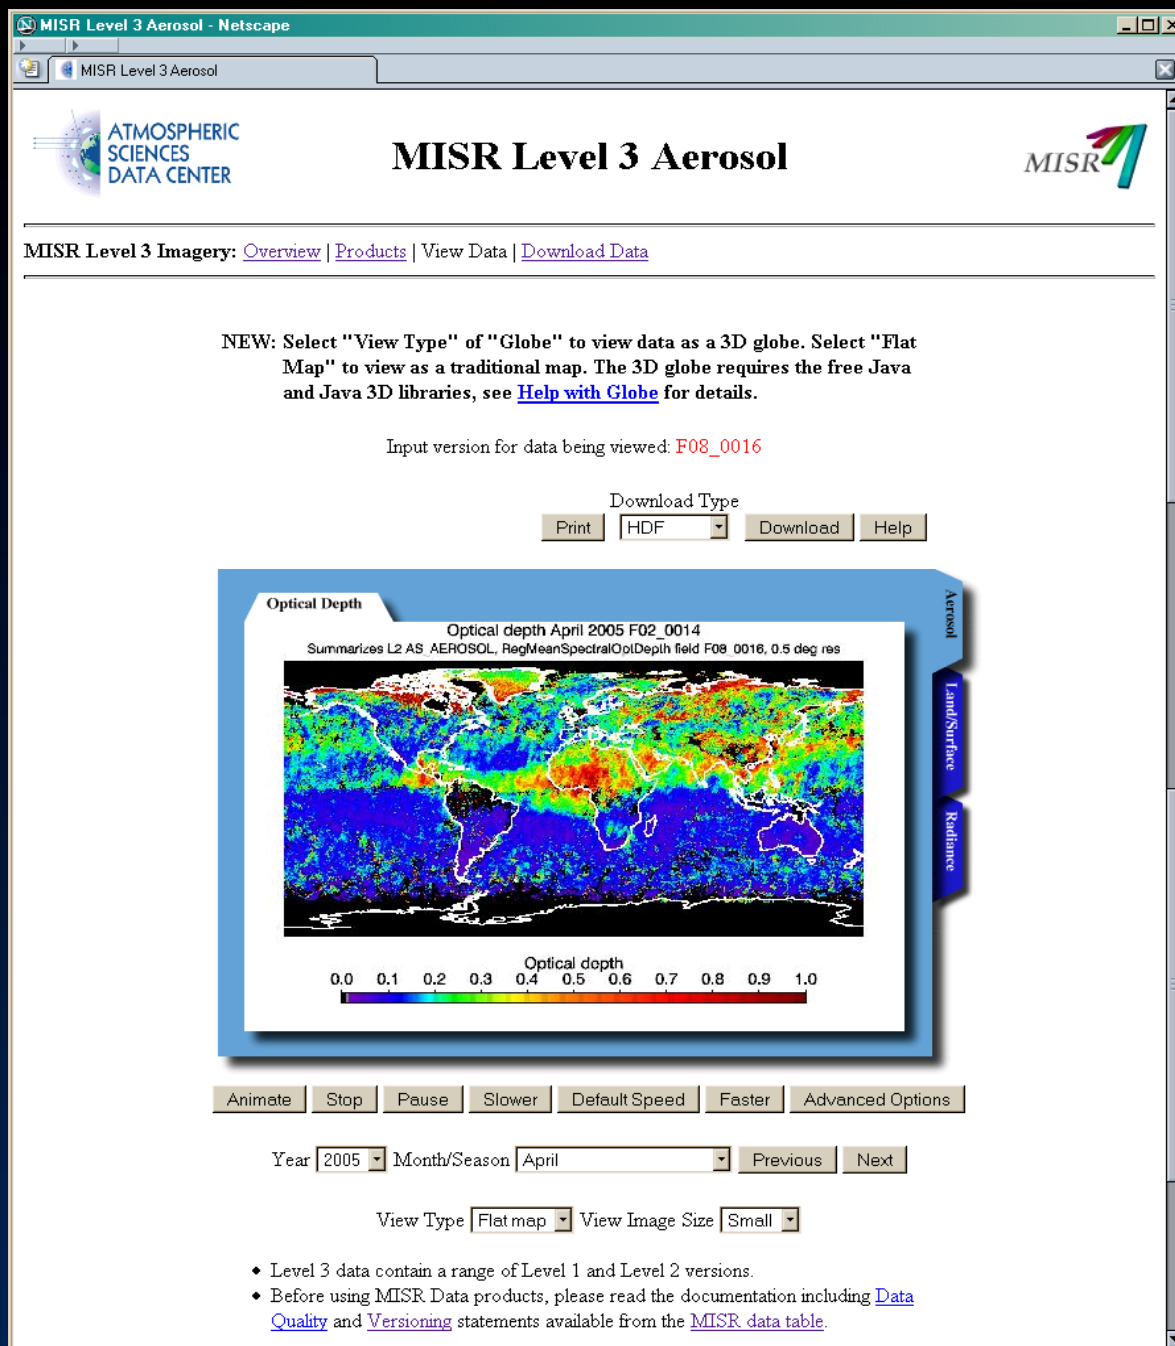 MISR Level 3 Aerosol - Netscape
MISR Level 3 Aerosol
ATMOSPHERIC
SCIENCES
DATA CENTER
MISR Level 3 Aerosol
MISR
MISR Level 3 Imagery: Overview | Products | View Data | Download Data
NEW: Select "View Type" of "Globe" to view data as a 3D globe. Select "Flat
Map" to view as a traditional map. The 3D globe requires the free Java
and Java 3D libraries, see Help with Globe for details.
Input version for data being viewed: F08_0016
Download Type
Print HDF Download Help
Optical Depth
Aerosol
Land/Surface
Radiance
Optical depth April 2005 F02_0014
Summarizes L2 AS_AEROSOL, RegMeanSpectralOptDepth field F08_0016, 0.5 deg res
Optical depth
0.0 0.1 0.2 0.3 0.4 0.5 0.6 0.7 0.8 0.9 1.0
Animate Stop Pause Slower Default Speed Faster Advanced Options
Year 2005 Month/Season April Previous Next
View Type Flat map View Image Size Small
• Level 3 data contain a range of Level 1 and Level 2 versions.
• Before using MISR Data products, please read the documentation including Data
Quality and Versioning statements available from the MISR data table.